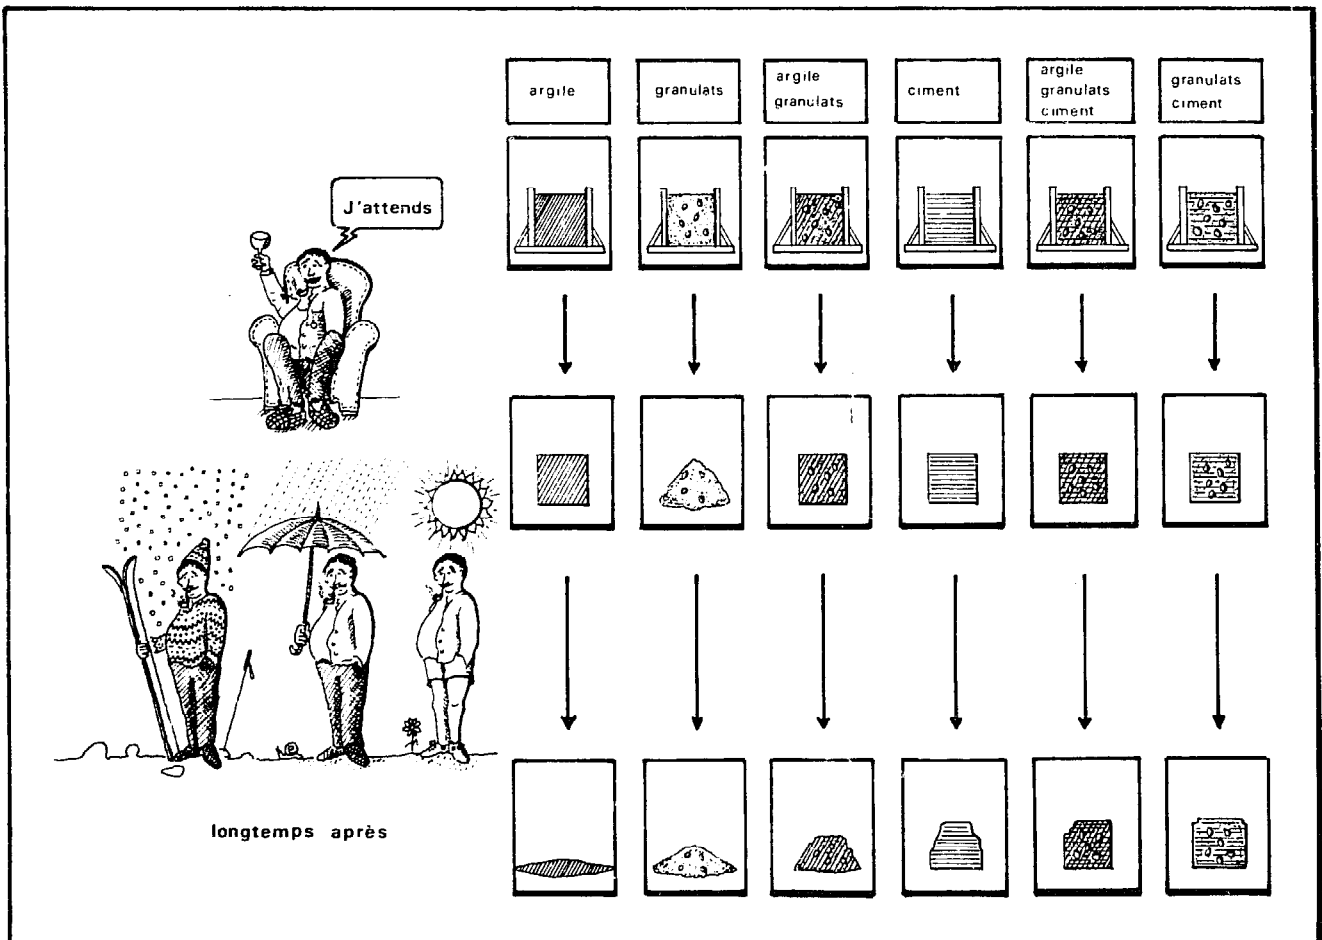 argile
granulats
argile
granulats
ciment
argile
granulats
ciment
granulats
ciment
J'attends
longtemps après